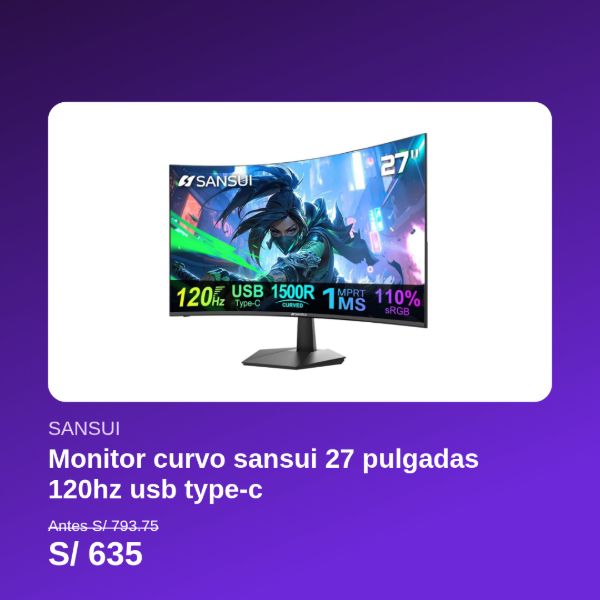 27"
SANSUI
120Hz USB Type-C 1500R CURVED 1 MPRT MS 110% sRGB
SANSUI
SANSUI
Monitor curvo sansui 27 pulgadas
120hz usb type-c
Antes S/ 793.75
S/ 635